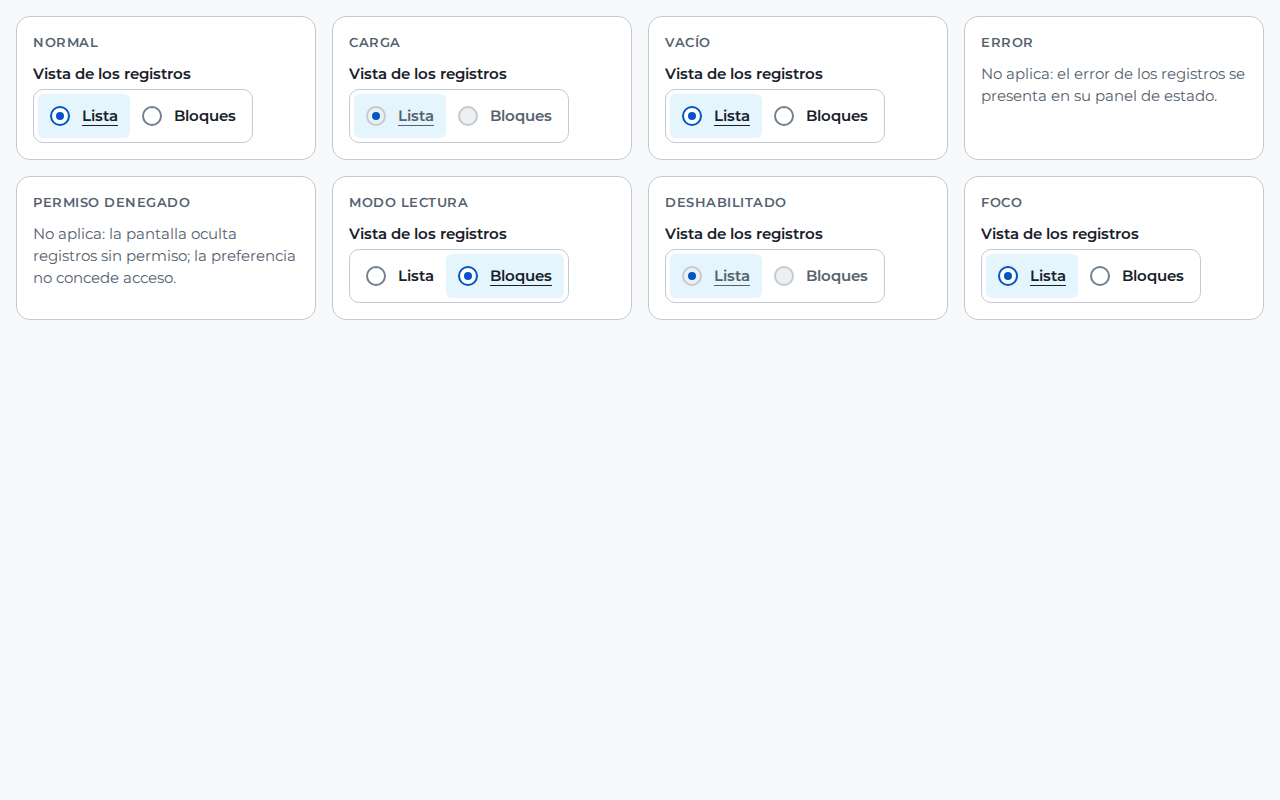 NORMAL
Vista de los registros
Lista
Bloques
CARGA
Vista de los registros
Lista
Bloques
VACÍO
Vista de los registros
Lista
Bloques
ERROR
No aplica: el error de los registros se
presenta en su panel de estado.
PERMISO DENEGADO
No aplica: la pantalla oculta
registros sin permiso; la preferencia
no concede acceso.
MODO LECTURA
Vista de los registros
Lista
Bloques
DESHABILITADO
Vista de los registros
Lista
Bloques
FOCO
Vista de los registros
Lista
Bloques